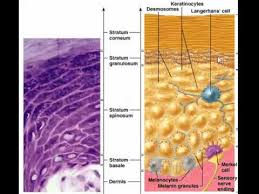 Keratinocytes
Desmosomes
Langerhans' cell
Stratum
corneum
Stratum
granulosum
Stratum
spinosum
Stratum
basale
Dermis
Melanocytes
Melanin granules
Merkel
cell
Sensory
nerve
ending